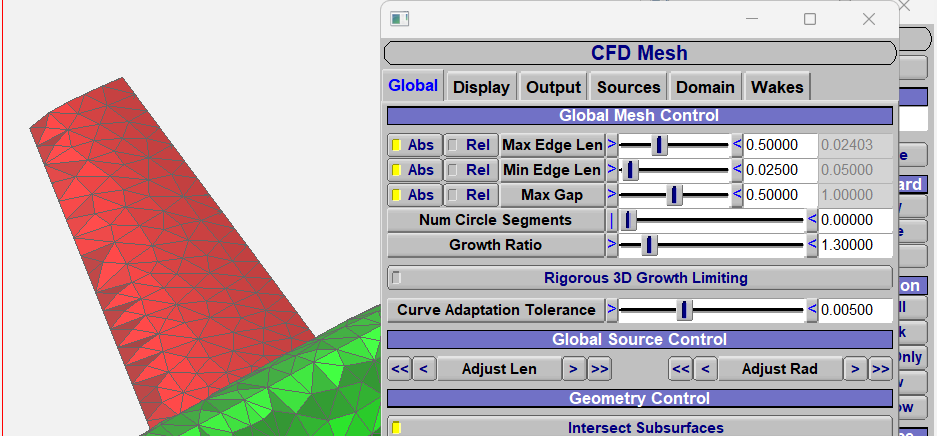 CFD Mesh
Global Display Output Sources Domain Wakes
Global Mesh Control
Abs Rel Max Edge Len > < 0.50000 0.02403
Abs Rel Min Edge Len > < 0.02500 0.05000
Abs Rel Max Gap > < 0.50000 1.00000
Num Circle Segments | < 0.00000
Growth Ratio > < 1.30000
Rigorous 3D Growth Limiting
Curve Adaptation Tolerance > < 0.00500
Global Source Control
<< < Adjust Len > >> << < Adjust Rad > >>
Geometry Control
Intersect Subsurfaces
e
ard
e
on
ll
k
Only
w
ow